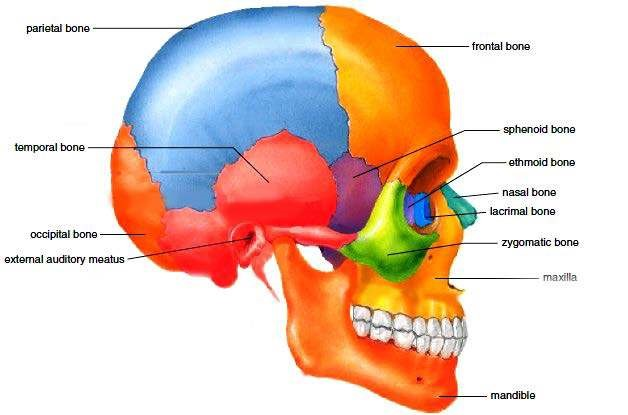 parietal bone
frontal bone
sphenoid bone
temporal bone
ethmoid bone
nasal bone
lacrimal bone
occipital bone
zygomatic bone
external auditory meatus
maxilla
mandible